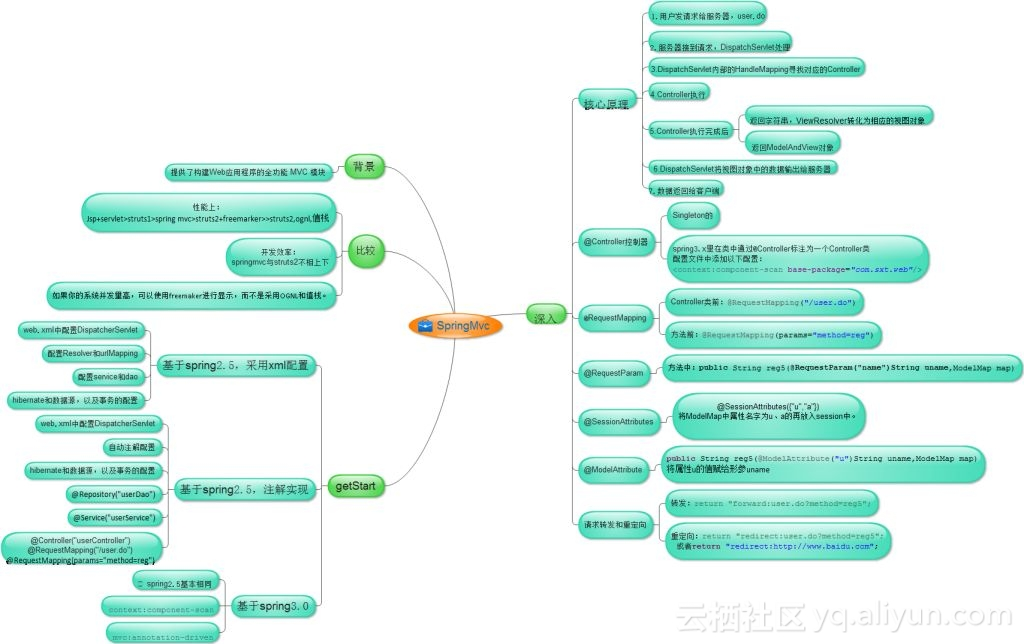 SpringMvc
背景
提供了构建Web应用程序的全功能 MVC 模块
比较
性能上:
Jsp+servlet>struts1>spring mvc>struts2+freemarker>>struts2,ognl,值栈
开发效率:
springmvc与struts2不相上下
如果你的系统并发量高，可以使用freemaker进行显示，而不是采用OGNL和值栈。
getStart
基于spring2.5，采用xml配置
web.xml中配置DispatcherServlet
配置Resolver和urlMapping
配置service和dao
hibernate和数据源，以及事务的配置
基于spring2.5，注解实现
web.xml中配置DispatcherServlet
自动注解配置
hibernate和数据源，以及事务的配置
@Repository("userDao")
@Service("userService")
@Controller("userController")
@RequestMapping("/user.do")
@RequestMapping(params="method=reg")
基于spring3.0
spring2.5基本相同
context:component-scan
mvc:annotation-driven
深入
核心原理
1.用户发请求给服务器，user.do
2.服务器接到请求，DispatchServlet处理
3.DispatchServlet内部的HandleMapping寻找对应的Controller
4.Controller执行
5.Controller执行完成后
返回字符串，ViewResolver转化为相应的视图对象
返回ModelAndView对象
6.DispatchServlet将视图对象中的数据输出给服务器
7.数据返回给客户端
@Controller控制器
Singleton的
spring3.x里在类中通过@Controller标注为一个Controller类
配置文件中添加以下配置:
<context:component-scan base-package="com.sxt.web"/>
@RequestMapping
Controller类前: @RequestMapping("/user.do")
方法前: @RequestMapping(params="method=reg")
@RequestParam
方法中: public String reg5(@RequestParam("name")String uname,ModelMap map)
@SessionAttributes
@SessionAttributes({"u","a"})
将ModelMap中属性名字为u、a的再放入session中。
@ModelAttribute
public String reg5(@ModelAttribute("u")String uname,ModelMap map)
将属性u的值赋给形参uname
请求转发和重定向
转发: return "forward:user.do?method=reg5";
重定向: return "redirect:user.do?method=reg5";
或者return "redirect:http://www.baidu.com";
云栖社区 yq.aliyun.com